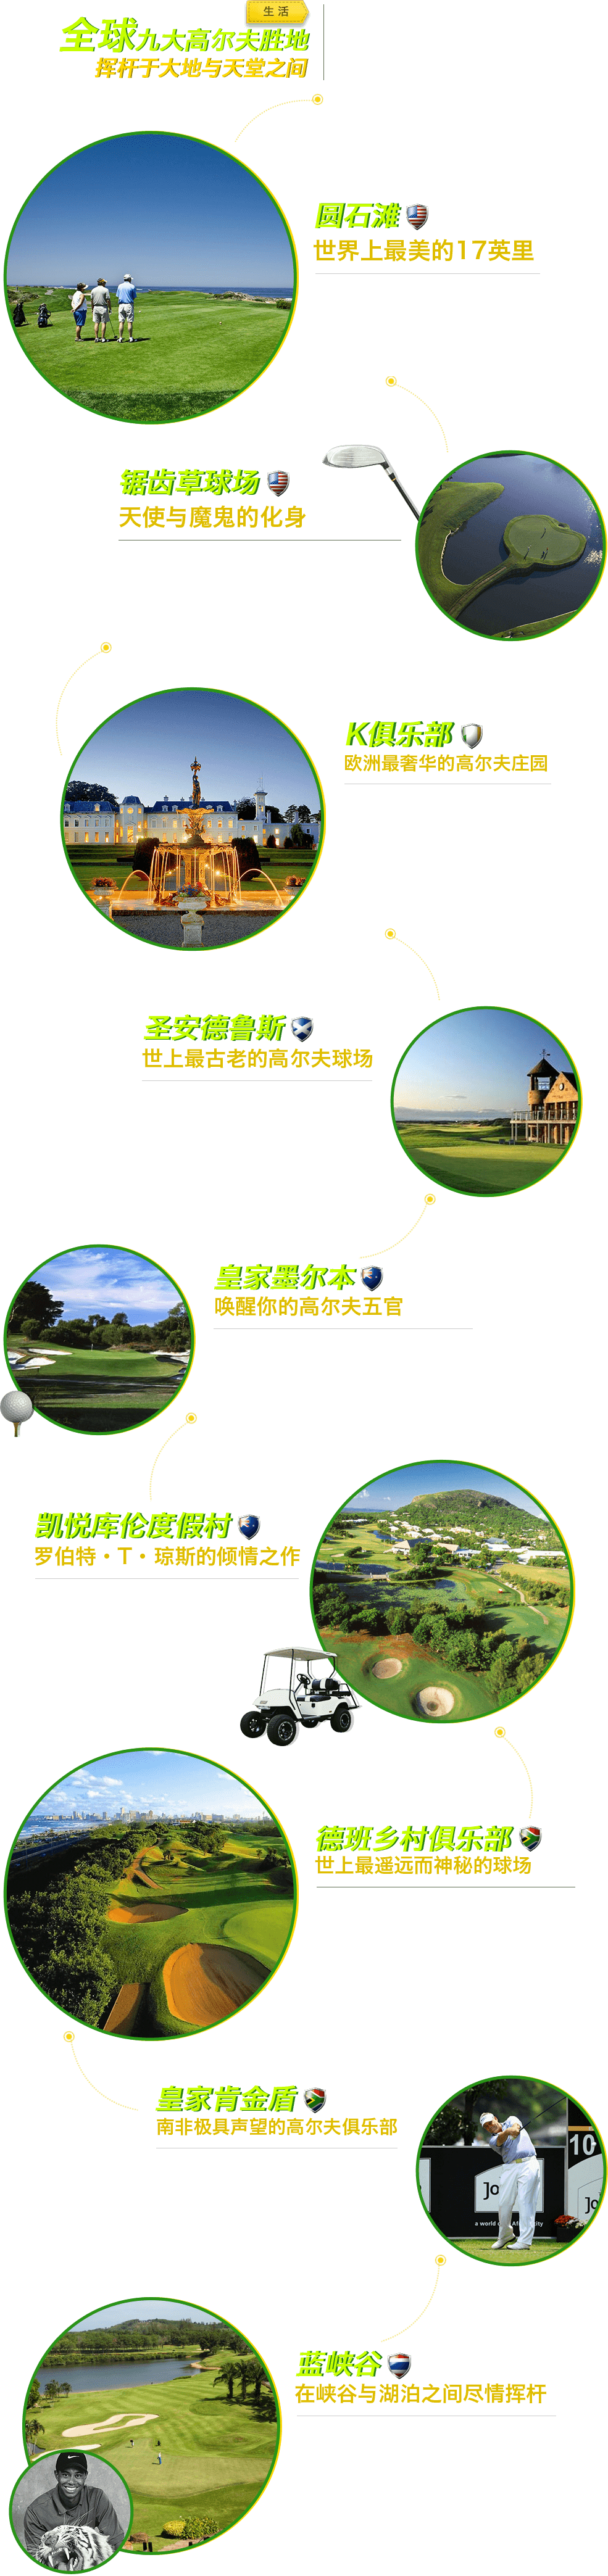 生活
全球九大高尔夫胜地
挥杆于大地与天堂之间
圆石滩
世界上最美的17英里
锯齿草球场
天使与魔鬼的化身
K俱乐部
欧洲最奢华的高尔夫庄园
圣安德鲁斯
世上最古老的高尔夫球场
皇家墨尔本
唤醒你的高尔夫五官
凯悦库伦度假村
罗伯特·T·琼斯的倾情之作
德班乡村俱乐部
世上最遥远而神秘的球场
皇家肯金盾
南非极具声望的高尔夫俱乐部
10
Jo
Jo
a world
city
蓝峡谷
在峡谷与湖泊之间尽情挥杆